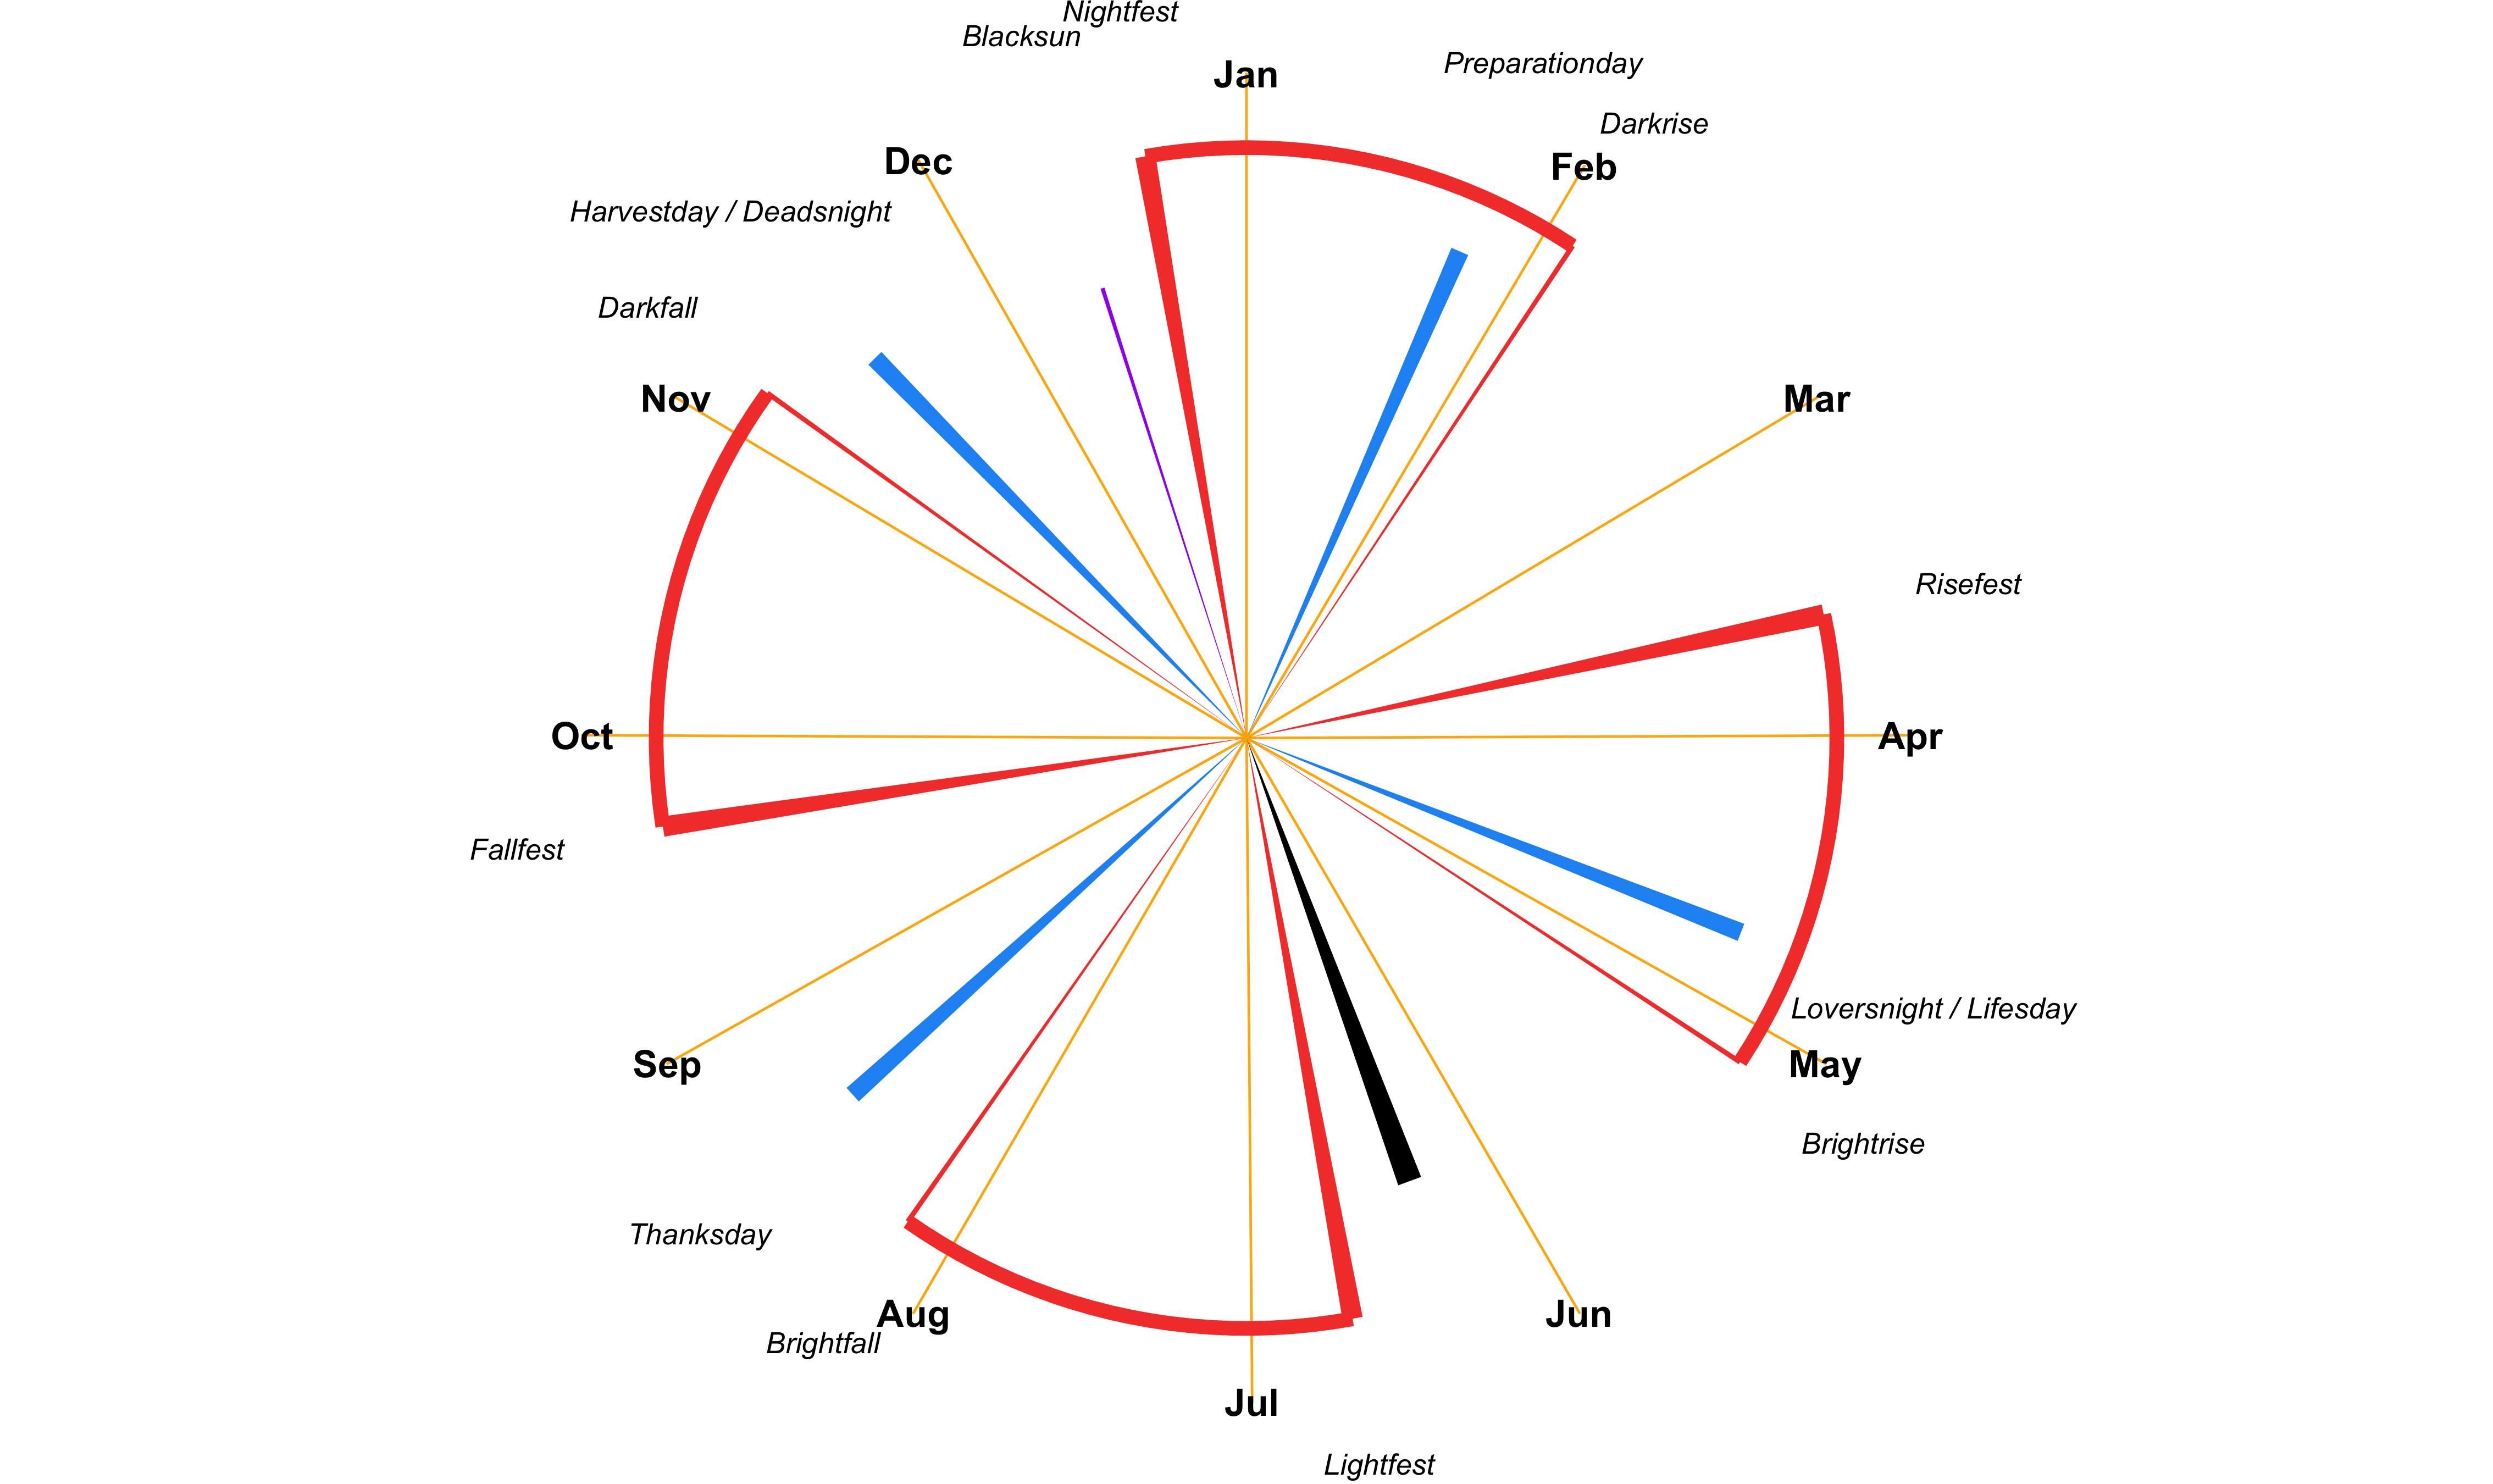 Nightfest
Blacksun
Jan
Preparationday
Darkrise
Dec
Feb
Harvestday / Deadsnight
Darkfall
Nov
Mar
Risefest
Oct
Apr
Fallfest
Loversnight / Lifesday
Sep
May
Brightrise
Thanksday
Aug
Jun
Brightfall
Jul
Lightfest